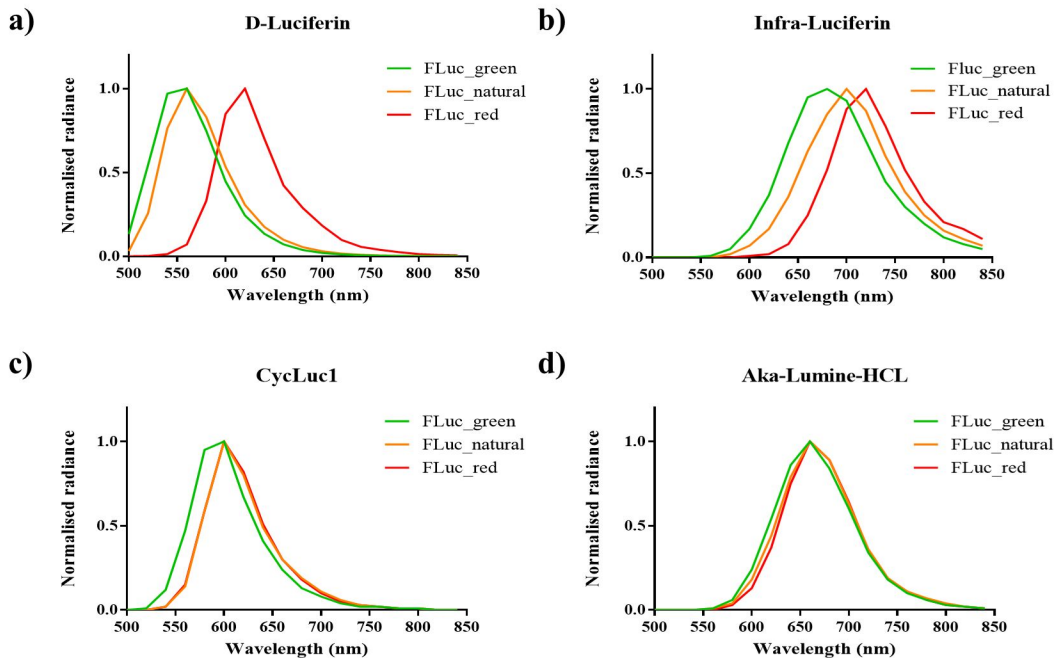 a)
D-Luciferin
FLuc_green
FLuc_natural
FLuc_red
Normalised radiance
1.0
0.5
0.0
500 550 600 650 700 750 800 850
Wavelength (nm)
b)
Infra-Luciferin
Fluc_green
FLuc_natural
FLuc_red
Normalised radiance
1.0
0.5
0.0
500 550 600 650 700 750 800 850
Wavelength (nm)
c)
CycLuc1
FLuc_green
FLuc_natural
FLuc_red
Normalised radiance
1.0
0.5
0.0
500 550 600 650 700 750 800 850
Wavelength (nm)
d)
Aka-Lumine-HCL
FLuc_green
FLuc_natural
FLuc_red
Normalised radiance
1.0
0.5
0.0
500 550 600 650 700 750 800 850
Wavelength (nm)